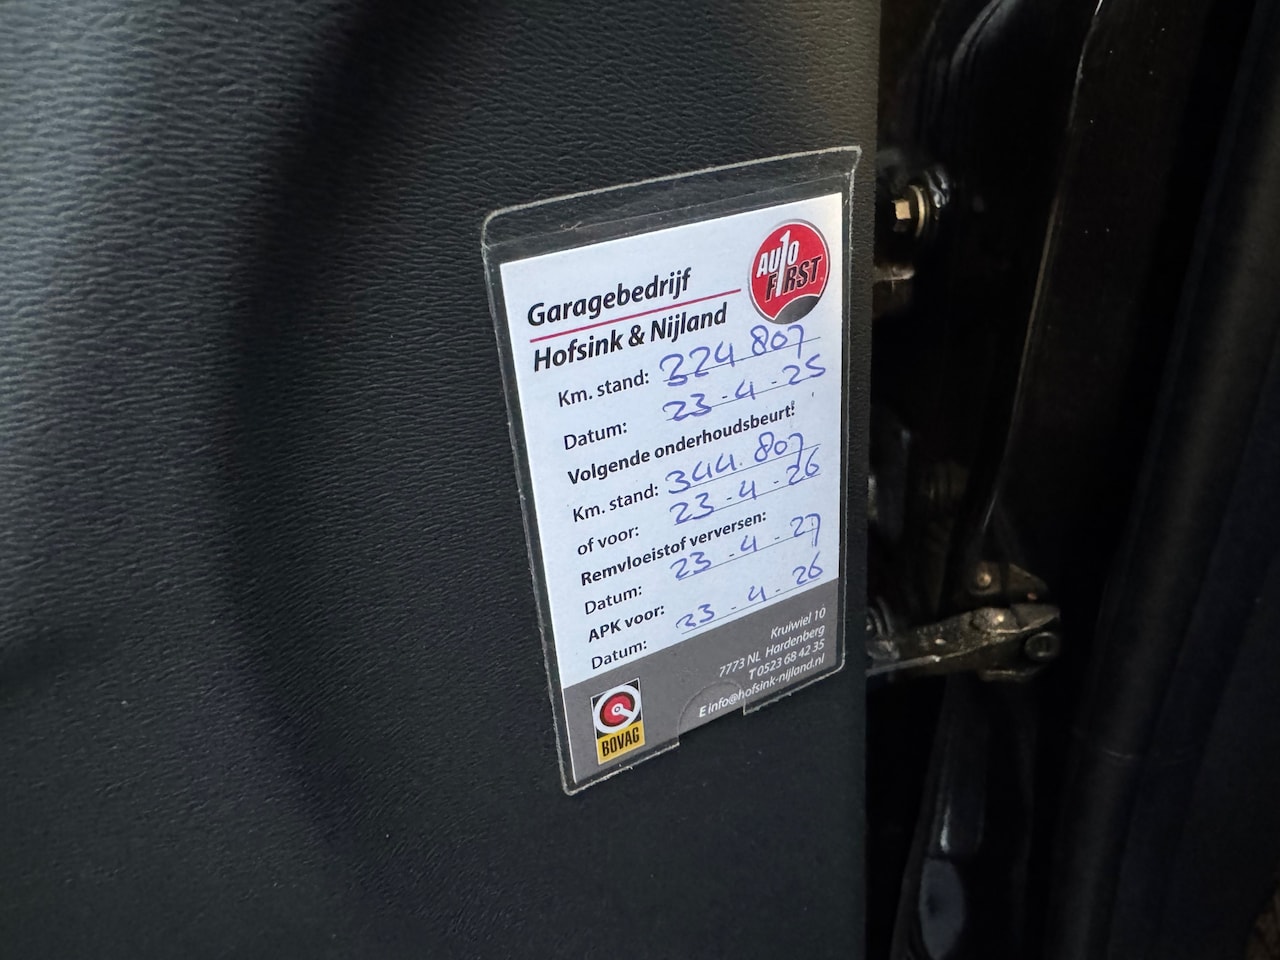 AUTO
FIRST
Garagebedrijf
Hofsink & Nijland
Km. stand: 324 807
Datum: 23-4-25
Volgende onderhoudsbeurt:
Km. stand: 344.807
of voor: 23-4-26
Remvloeistof verversen:
Datum: 23-4-27
APK voor:
Datum: 23-4-26
Kruiwiel 10
7773 NL Hardenberg
T 0523 68 42 35
E info@hofsink-nijland.nl
BOVAG